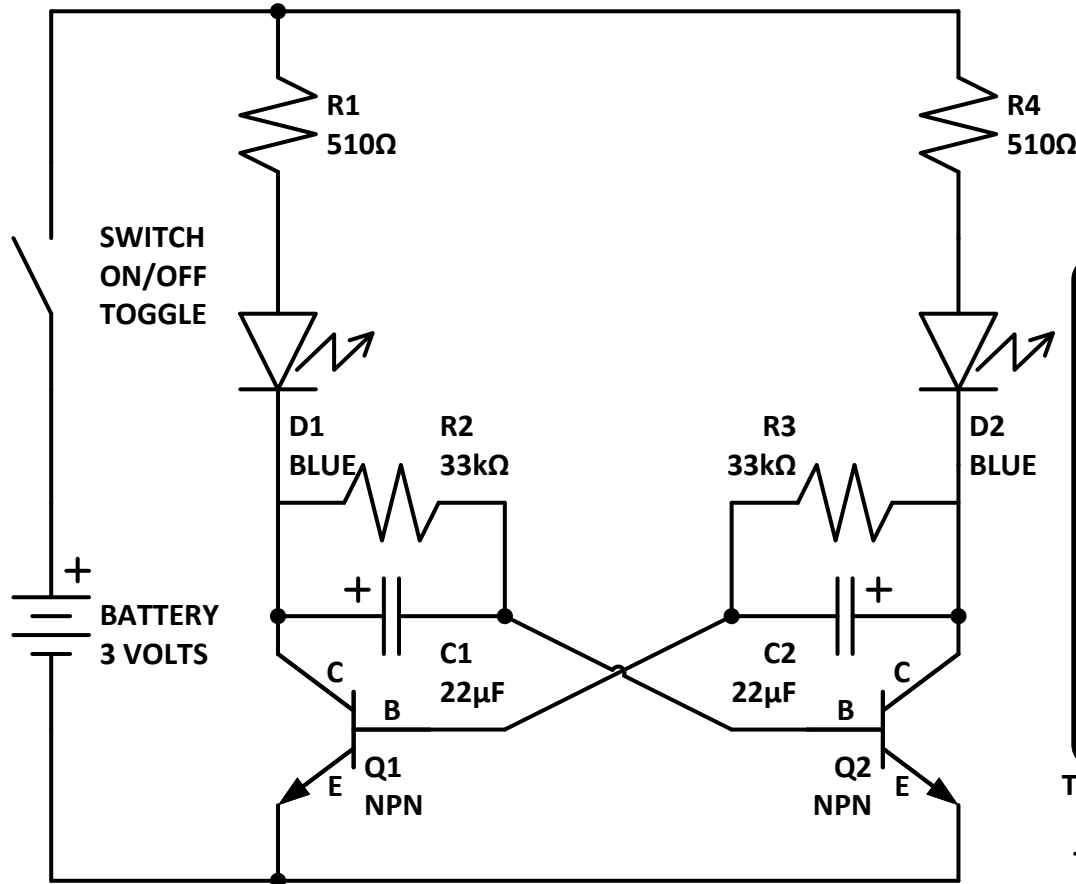 R1
510Ω
R4
510Ω
SWITCH
ON/OFF
TOGGLE
D1
BLUE
R2
33kΩ
R3
33kΩ
D2
BLUE
+
BATTERY
3 VOLTS
+
+
C1
22µF
C2
22µF
C
B
E
Q1
NPN
C
B
E
Q2
NPN
T